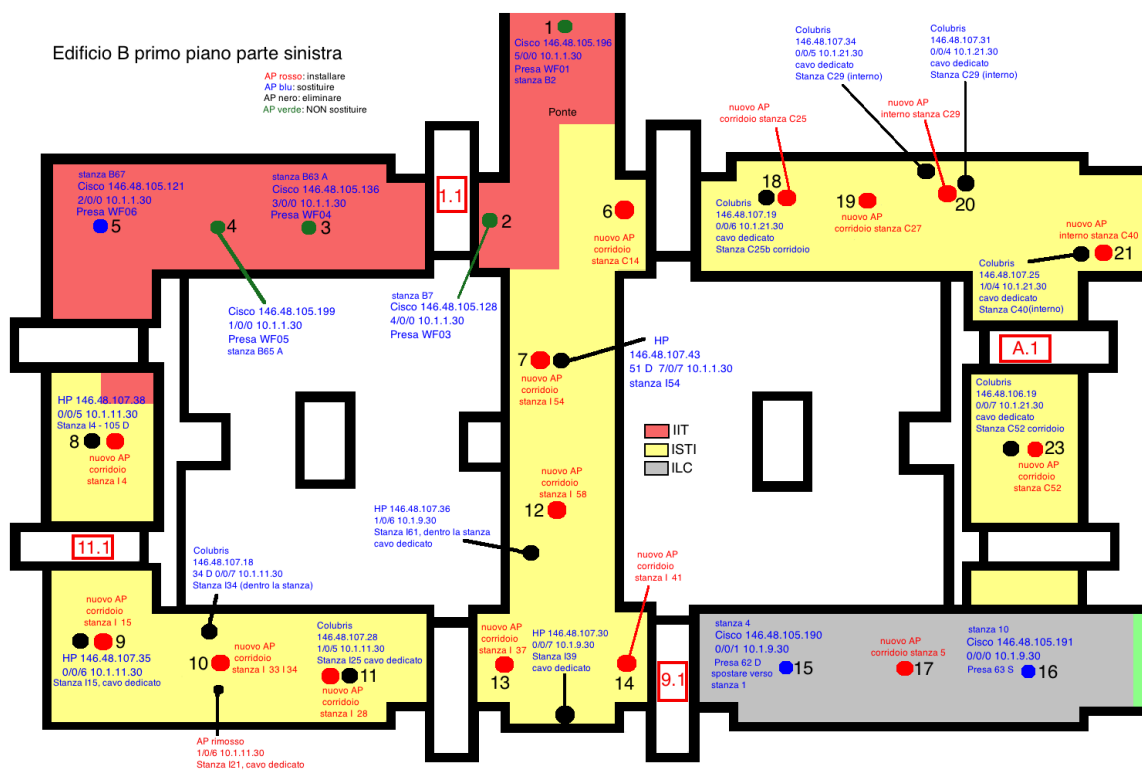 Edificio B primo piano parte sinistra
AP rosso: installare
AP blu: sostituire
AP nero: eliminare
AP verde: NON sostituire
1
Cisco 146.48.105.196
5/0/0 10.1.1.30
Presa WF01
stanza B2
Ponte
Colubris
146.48.107.34
0/0/5 10.1.21.30
cavo dedicato
Stanza C29 (interno)
Colubris
146.48.107.31
0/0/4 10.1.21.30
cavo dedicato
Stanza C29 (interno)
nuovo AP
corridoio stanza C25
nuovo AP
interno stanza C29
stanza B67
Cisco 146.48.105.121
2/0/0 10.1.1.30
Presa WF06
5
4
stanza B63 A
Cisco 146.48.105.136
3/0/0 10.1.1.30
Presa WF04
3
1.1
2
6
nuovo AP
corridoio
stanza C14
18
Colubris
146.48.107.19
0/0/6 10.1.21.30
cavo dedicato
Stanza C25b corridoio
19
nuovo AP
corridoio stanza C27
20
nuovo AP
interno stanza C40
21
Colubris
146.48.107.25
1/0/4 10.1.21.30
cavo dedicato
Stanza C40(interno)
Cisco 146.48.105.199
1/0/0 10.1.1.30
Presa WF05
stanza B65 A
stanza B7
Cisco 146.48.105.128
4/0/0 10.1.1.30
Presa WF03
7
nuovo AP
corridoio
stanza I 54
HP
146.48.107.43
51 D 7/0/7 10.1.1.30
stanza I54
A.1
HP 146.48.107.38
0/0/5 10.1.11.30
Stanza I4 - 105 D
8
nuovo AP
corridoio
stanza I 4
IIT
ISTI
ILC
Colubris
146.48.106.19
0/0/7 10.1.21.30
cavo dedicato
Stanza C52 corridoio
23
nuovo AP
corridoio
stanza C52
nuovo AP
corridoio
stanza I 58
12
HP 146.48.107.36
1/0/6 10.1.9.30
Stanza I61, dentro la stanza
cavo dedicato
11.1
Colubris
146.48.107.18
34 D 0/0/7 10.1.11.30
Stanza I34 (dentro la stanza)
nuovo AP
corridoio
stanza I 41
nuovo AP
corridoio
stanza I 15
9
HP 146.48.107.35
0/0/6 10.1.11.30
Stanza I15, cavo dedicato
10
nuovo AP
corridoio
stanza I 33 I 34
Colubris
146.48.107.28
1/0/5 10.1.11.30
Stanza I25 cavo dedicato
11
nuovo AP
corridoio
stanza I 28
nuovo AP
corridoio
stanza I 37
13
HP 146.48.107.30
0/0/7 10.1.9.30
Stanza I39
cavo dedicato
14
9.1
stanza 4
Cisco 146.48.105.190
0/0/1 10.1.9.30
Presa 62 D
spostare verso
stanza 1
15
nuovo AP
corridoio stanza 5
17
stanza 10
Cisco 146.48.105.191
0/0/0 10.1.9.30
Presa 63 S
16
AP rimosso
1/0/6 10.1.11.30
Stanza I21, cavo dedicato